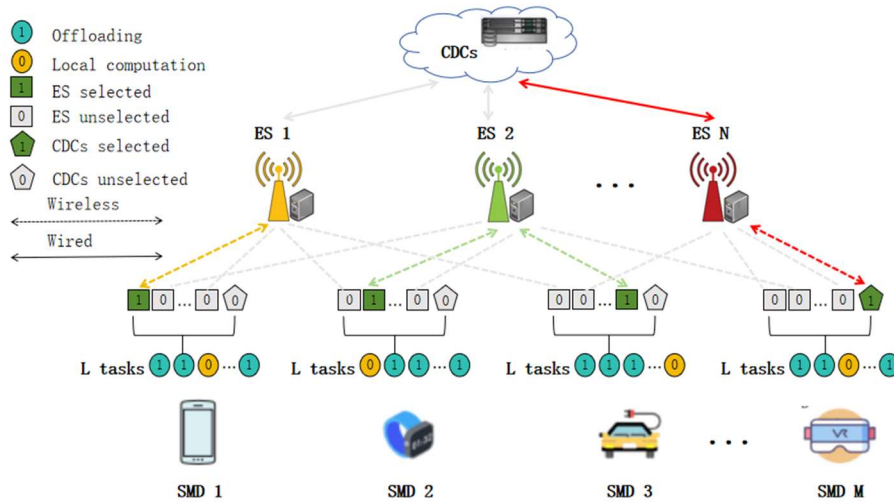 1 Offloading
0 Local computation
1 ES selected
0 ES unselected
1 CDCs selected
0 CDCs unselected
Wireless
Wired
CDCs
ES 1 ES 2 ES N
...
1 0 ... 0 0 0 1 ... 0 0 0 0 ... 1 0 0 0 ... 0 1
L tasks 1 1 0 ... 1 L tasks 0 1 1 ... 1 L tasks 1 1 1 ... 0 L tasks 1 1 0 ... 1
VR
...
SMD 1 SMD 2 SMD 3 SMD M